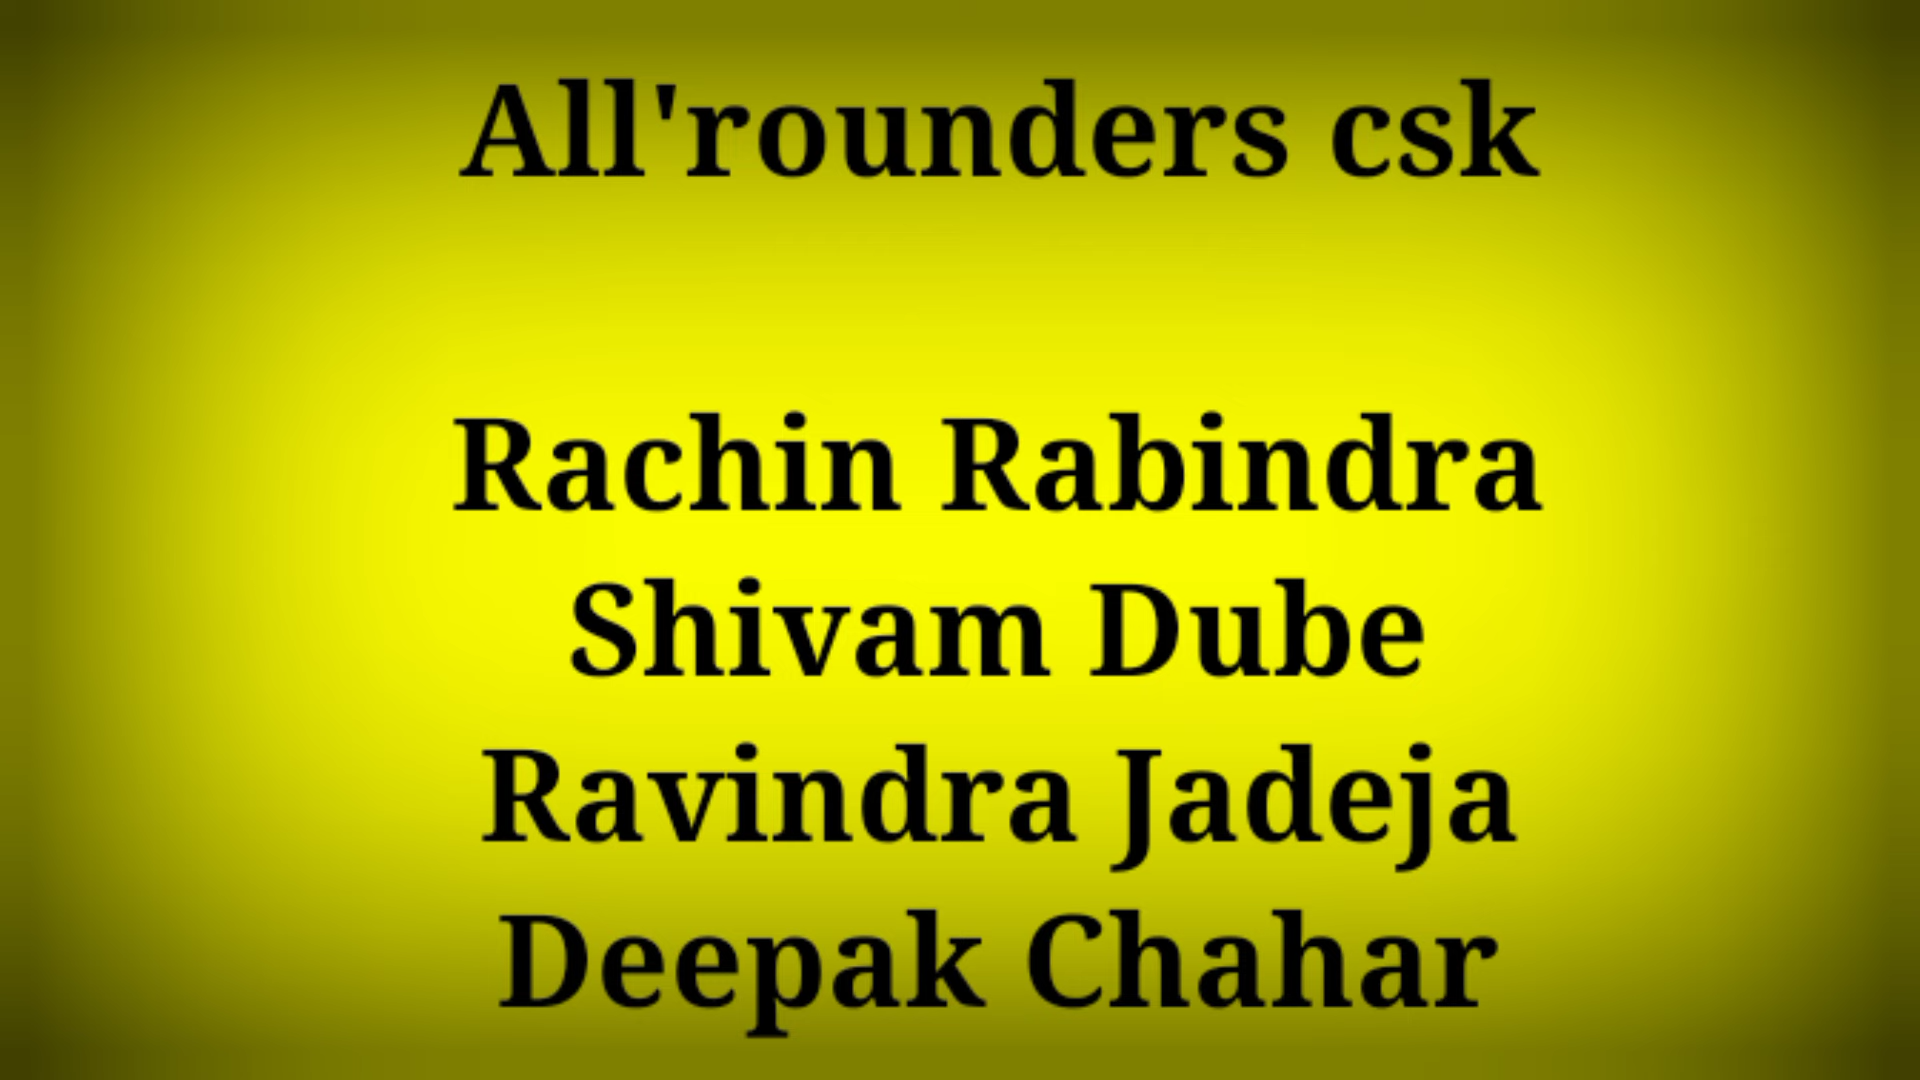 All'rounders csk
Rachin Rabindra
Shivam Dube
Ravindra Jadeja
Deepak Chahar